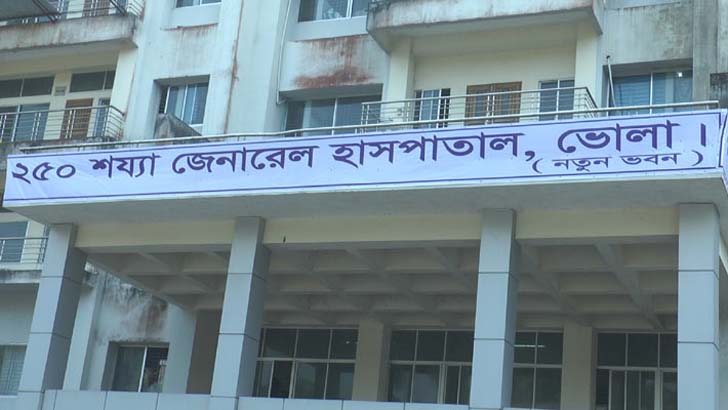 ২৫০ শয্যা জেনারেল হাসপাতাল, ভোলা।
( নতুন ভবন )